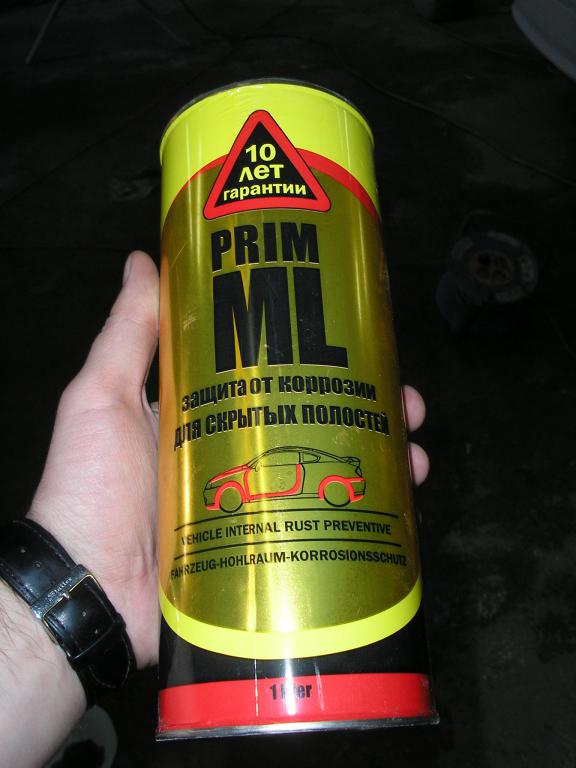 10
лет
гарантии
PRIM
ML
защита от коррозии
для скрытых полостей
VEHICLE INTERNAL RUST PREVENTIVE
FAHRZEUG-HOHLRAUM-KORROSIONSSCHUTZ
1 liter